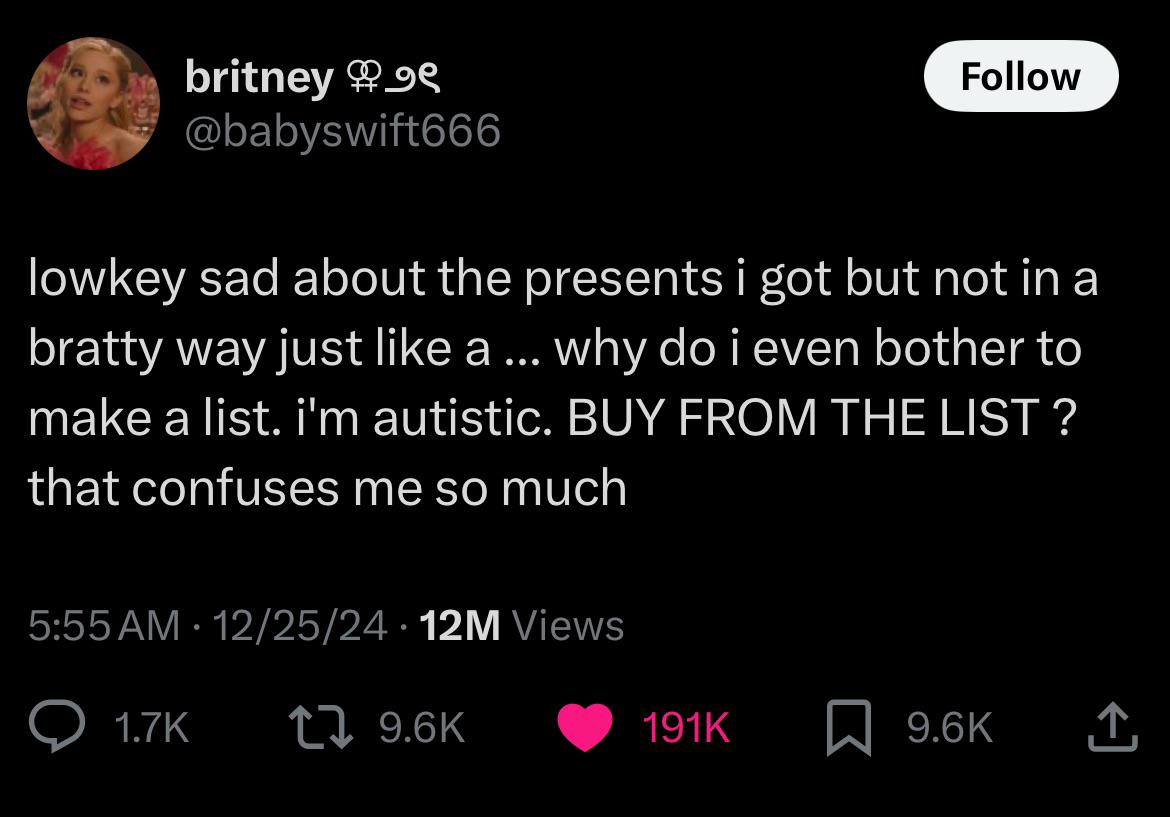 britney ⚢ ౨ৎ
@babyswift666
Follow
lowkey sad about the presents i got but not in a
bratty way just like a ... why do i even bother to
make a list. i'm autistic. BUY FROM THE LIST ?
that confuses me so much
5:55 AM · 12/25/24 · 12M Views
1.7K 9.6K 191K 9.6K